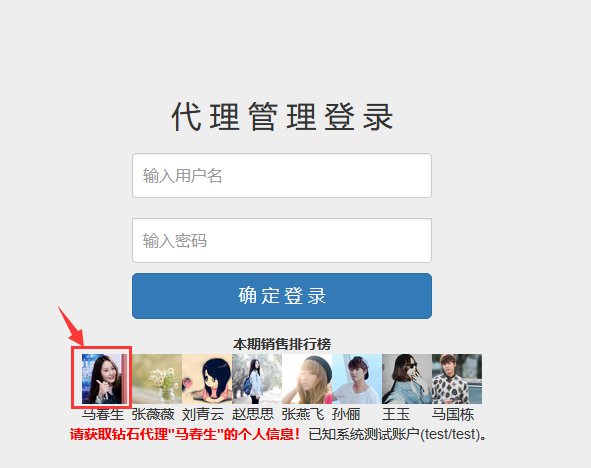 代理管理登录
输入用户名
输入密码
确定登录
本期销售排行榜
马春生 张薇薇 刘青云 赵思思 张燕飞 孙俪 王玉 马国栋
请获取钻石代理"马春生"的个人信息！已知系统测试账户(test/test)。